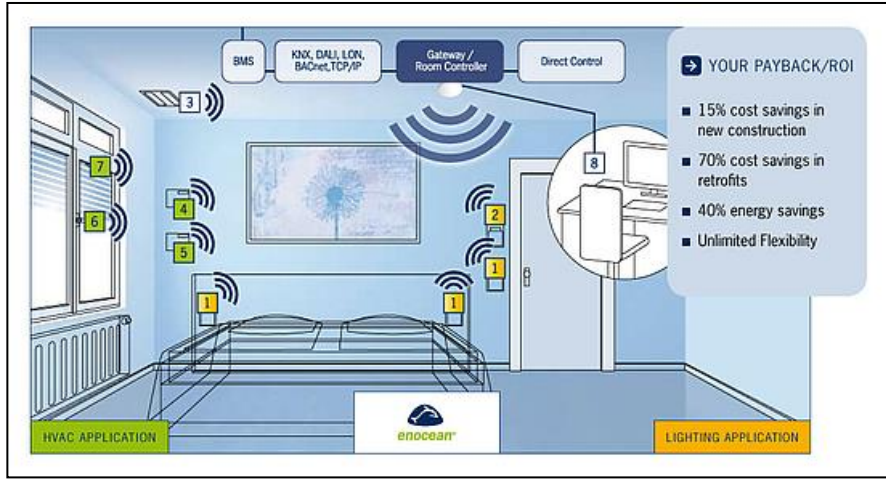 BMS
KNX, DALI, LON,
BACnet,TCP/IP
Gateway /
Room Controller
Direct Control
YOUR PAYBACK/ROI
15% cost savings in
new construction
70% cost savings in
retrofits
40% energy savings
Unlimited Flexibility
3
7
6
4
5
2
1
1
1
8
HVAC APPLICATION
enocean®
LIGHTING APPLICATION